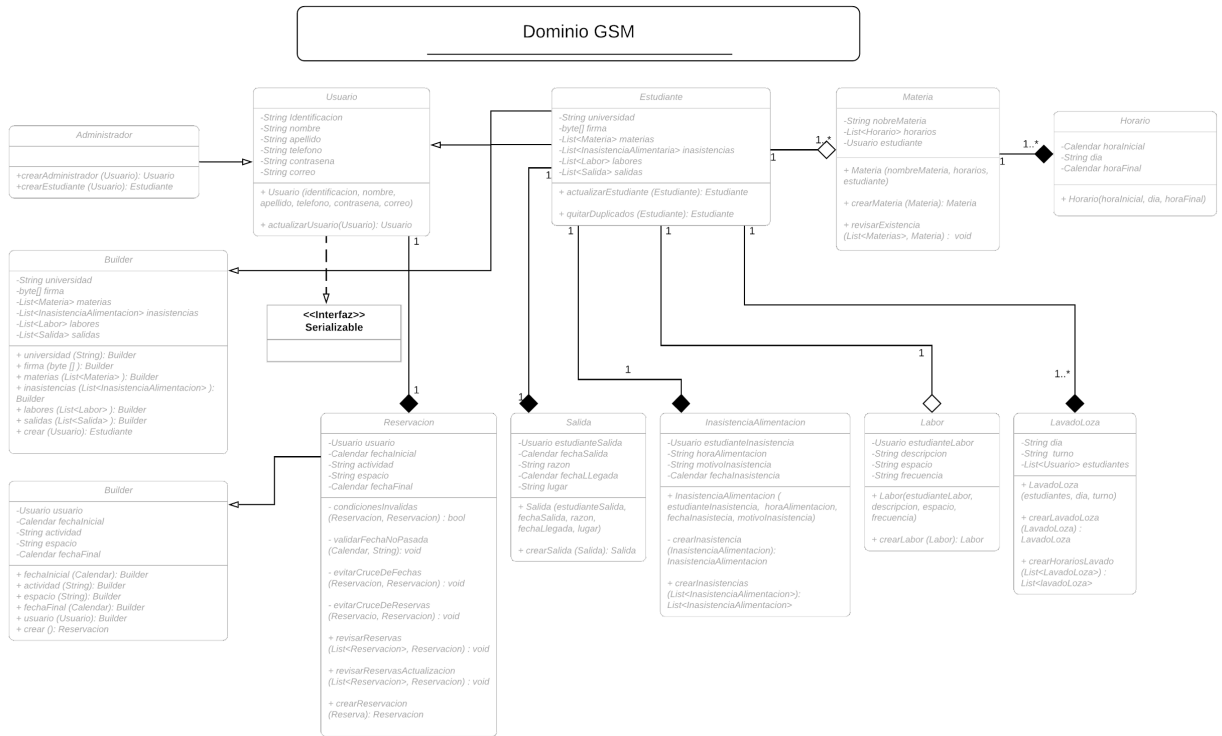 Dominio GSM
Administrador
+crearAdministrador (Usuario): Usuario
+crearEstudiante (Usuario): Estudiante
Usuario
-String Identificacion
-String nombre
-String apellido
-String telefono
-String contrasena
-String correo
+ Usuario (identificacion, nombre,
apellido, telefono, contrasena, correo)
+ actualizarUsuario(Usuario): Usuario
1
Estudiante
-String universidad
-byte[] firma
-List<Materia> materias
-List<InasistenciaAlimentaria> inasistencias
-List<Labor> labores
-List<Salida> salidas
+ actualizarEstudiante (Estudiante): Estudiante
+ quitarDuplicados (Estudiante): Estudiante
1
1
1
1
1
1..*
Materia
-String nobreMateria
-List<Horario> horarios
-Usuario estudiante
+ Materia (nombreMateria, horarios,
estudiante)
+ crearMateria (Materia): Materia
+ revisarExistencia
(List<Materias>, Materia) :  void
1
1..*
Horario
-Calendar horaInicial
-String dia
-Calendar horaFinal
+ Horario(horaInicial, dia, horaFinal)
Builder
-String universidad
-byte[] firma
-List<Materia> materias
-List<InasistenciaAlimentacion> inasistencias
-List<Labor> labores
-List<Salida> salidas
+ universidad (String): Builder
+ firma (byte [] ): Builder
+ materias (List<Materia> ): Builder
+ inasistencias (List<InasistenciaAlimentacion> ):
Builder
+ labores (List<Labor> ): Builder
+ salidas (List<Salida> ): Builder
+ crear (Usuario): Estudiante
<<Interfaz>>
Serializable
Builder
-Usuario usuario
-Calendar fechaInicial
-String actividad
-String espacio
-Calendar fechaFinal
+ fechaInicial (Calendar): Builder
+ actividad (String): Builder
+ espacio (String): Builder
+ fechaFinal (Calendar): Builder
+ usuario (Usuario): Builder
+ crear (): Reservacion
1
Reservacion
-Usuario usuario
-Calendar fechaInicial
-String actividad
-String espacio
-Calendar fechaFinal
- condicionesInvalidas
(Reservacion, Reservacion) : bool
- validarFechaNoPasada
(Calendar, String): void
- evitarCruceDeFechas
(Reservacion, Reservacion) : void
- evitarCruceDeReservas
(Reservacio, Reservacion) : void
+ revisarReservas
(List<Reservacion>, Reservacion) : void
+ revisarReservasActualizacion
(List<Reservacion>, Reservacion) : void
+ crearReservacion
(Reserva): Reservacion
1
Salida
-Usuario estudianteSalida
-Calendar fechaSalida
-String razon
-Calendar fechaLLegada
-String lugar
+ Salida (estudianteSalida,
fechaSalida, razon,
fechaLlegada, lugar)
+ crearSalida (Salida): Salida
1
InasistenciaAlimentacion
-Usuario estudianteInasistencia
-String horaAlimentacion
-String motivoInasistencia
-Calendar fechaInasistencia
+ InasistenciaAlimentacion (
estudianteInasistencia,  horaAlimentacion,
fechaInasistecia, motivoInasistencia)
- crearInasistencia
(InasistenciaAlimentacion):
InasistenciaAlimentacion
+ crearInasistencias
(List<InasistenciaAlimentacion>):
List<InasistenciaAlimentacion>
1
Labor
-Usuario estudianteLabor
-String descripcion
-String espacio
-String frecuencia
+ Labor(estudianteLabor,
descripcion, espacio,
frecuencia)
+ crearLabor (Labor): Labor
1..*
LavadoLoza
-String dia
-String  turno
-List<Usuario> estudiantes
+ LavadoLoza
(estudiantes, dia, turno)
+ crearLavadoLoza
(LavadoLoza) :
LavadoLoza
+ crearHorariosLavado
(List<LavadoLoza>) :
List<lavadoLoza>